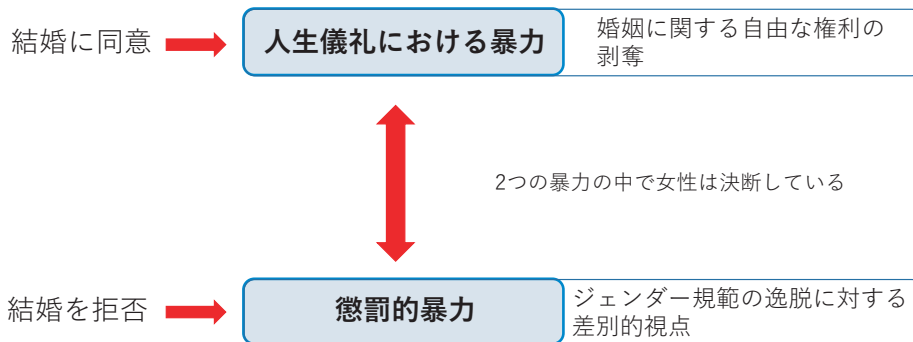 結婚に同意
人生儀礼における暴力
婚姻に関する自由な権利の
剥奪
2つの暴力の中で女性は決断している
結婚を拒否
懲罰的暴力
ジェンダー規範の逸脱に対する
差別的視点